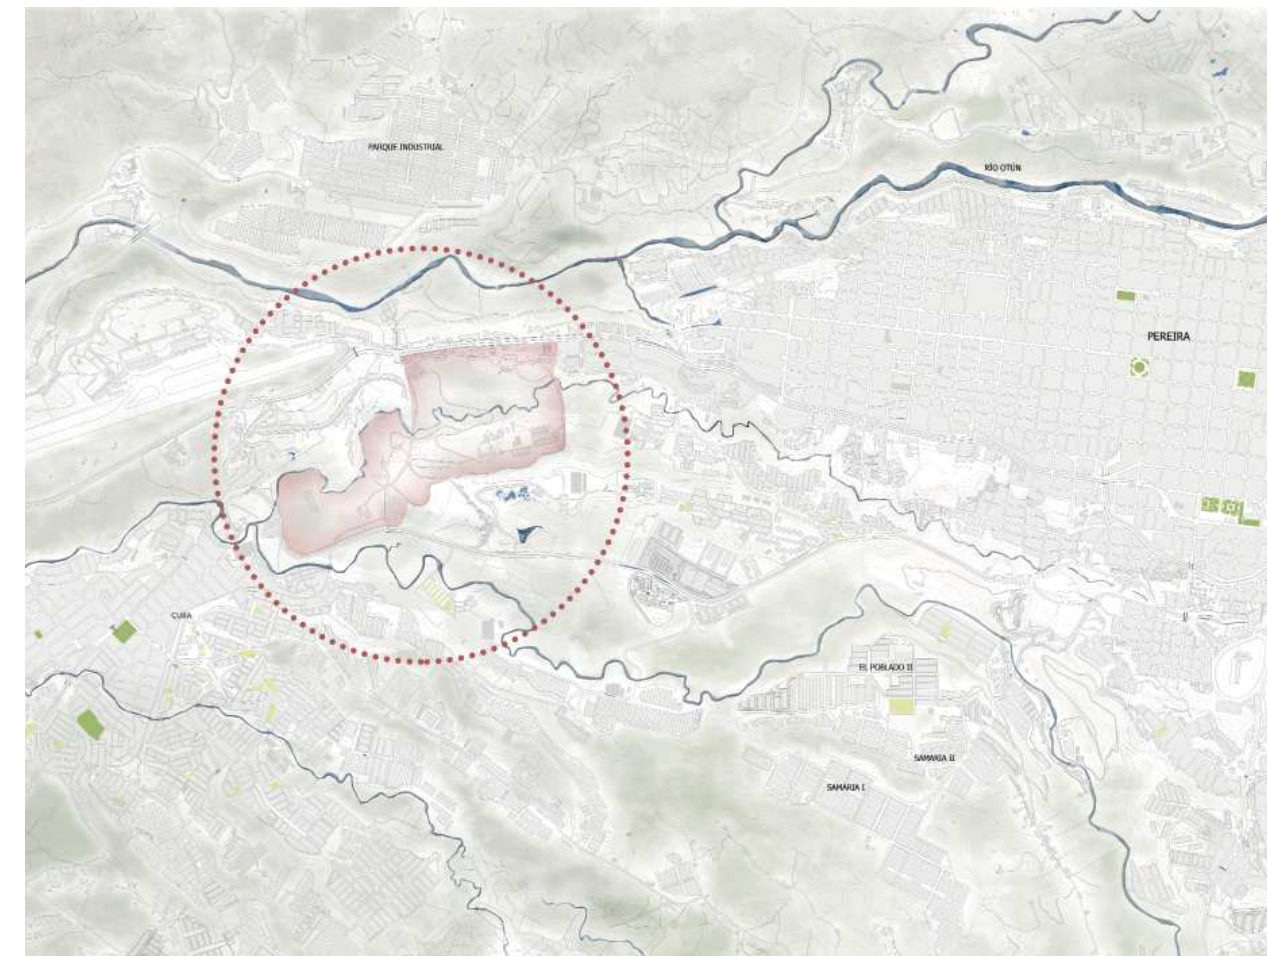 PARQUE INDUSTRIAL
RÍO OTÚN
PEREIRA
CUBA
EL POBLADO II
SAMARIA II
SAMARIA I